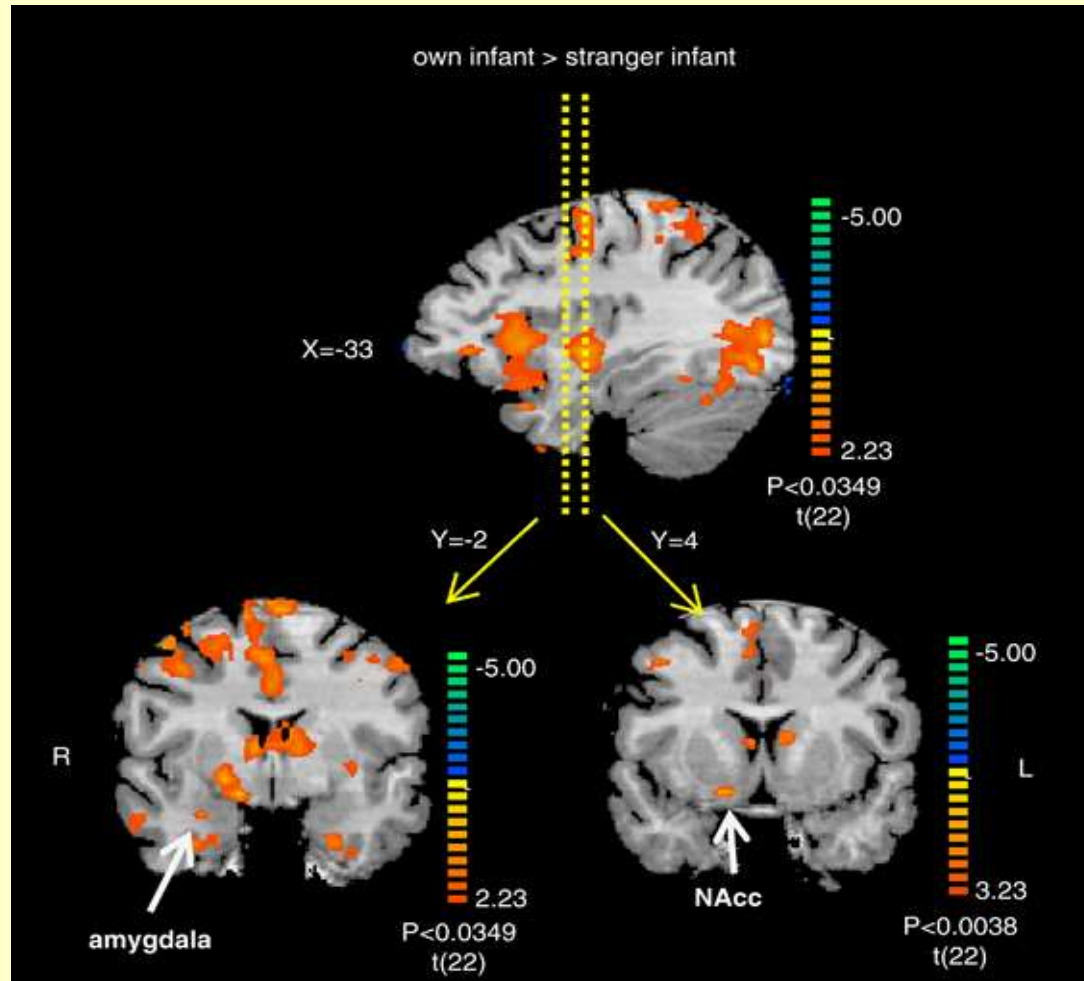 own infant > stranger infant
-5.00
X=-33
2.23
P<0.0349
t(22)
Y=-2
Y=4
R
-5.00
2.23
P<0.0349
t(22)
amygdala
-5.00
L
3.23
P<0.0038
t(22)
NAcc